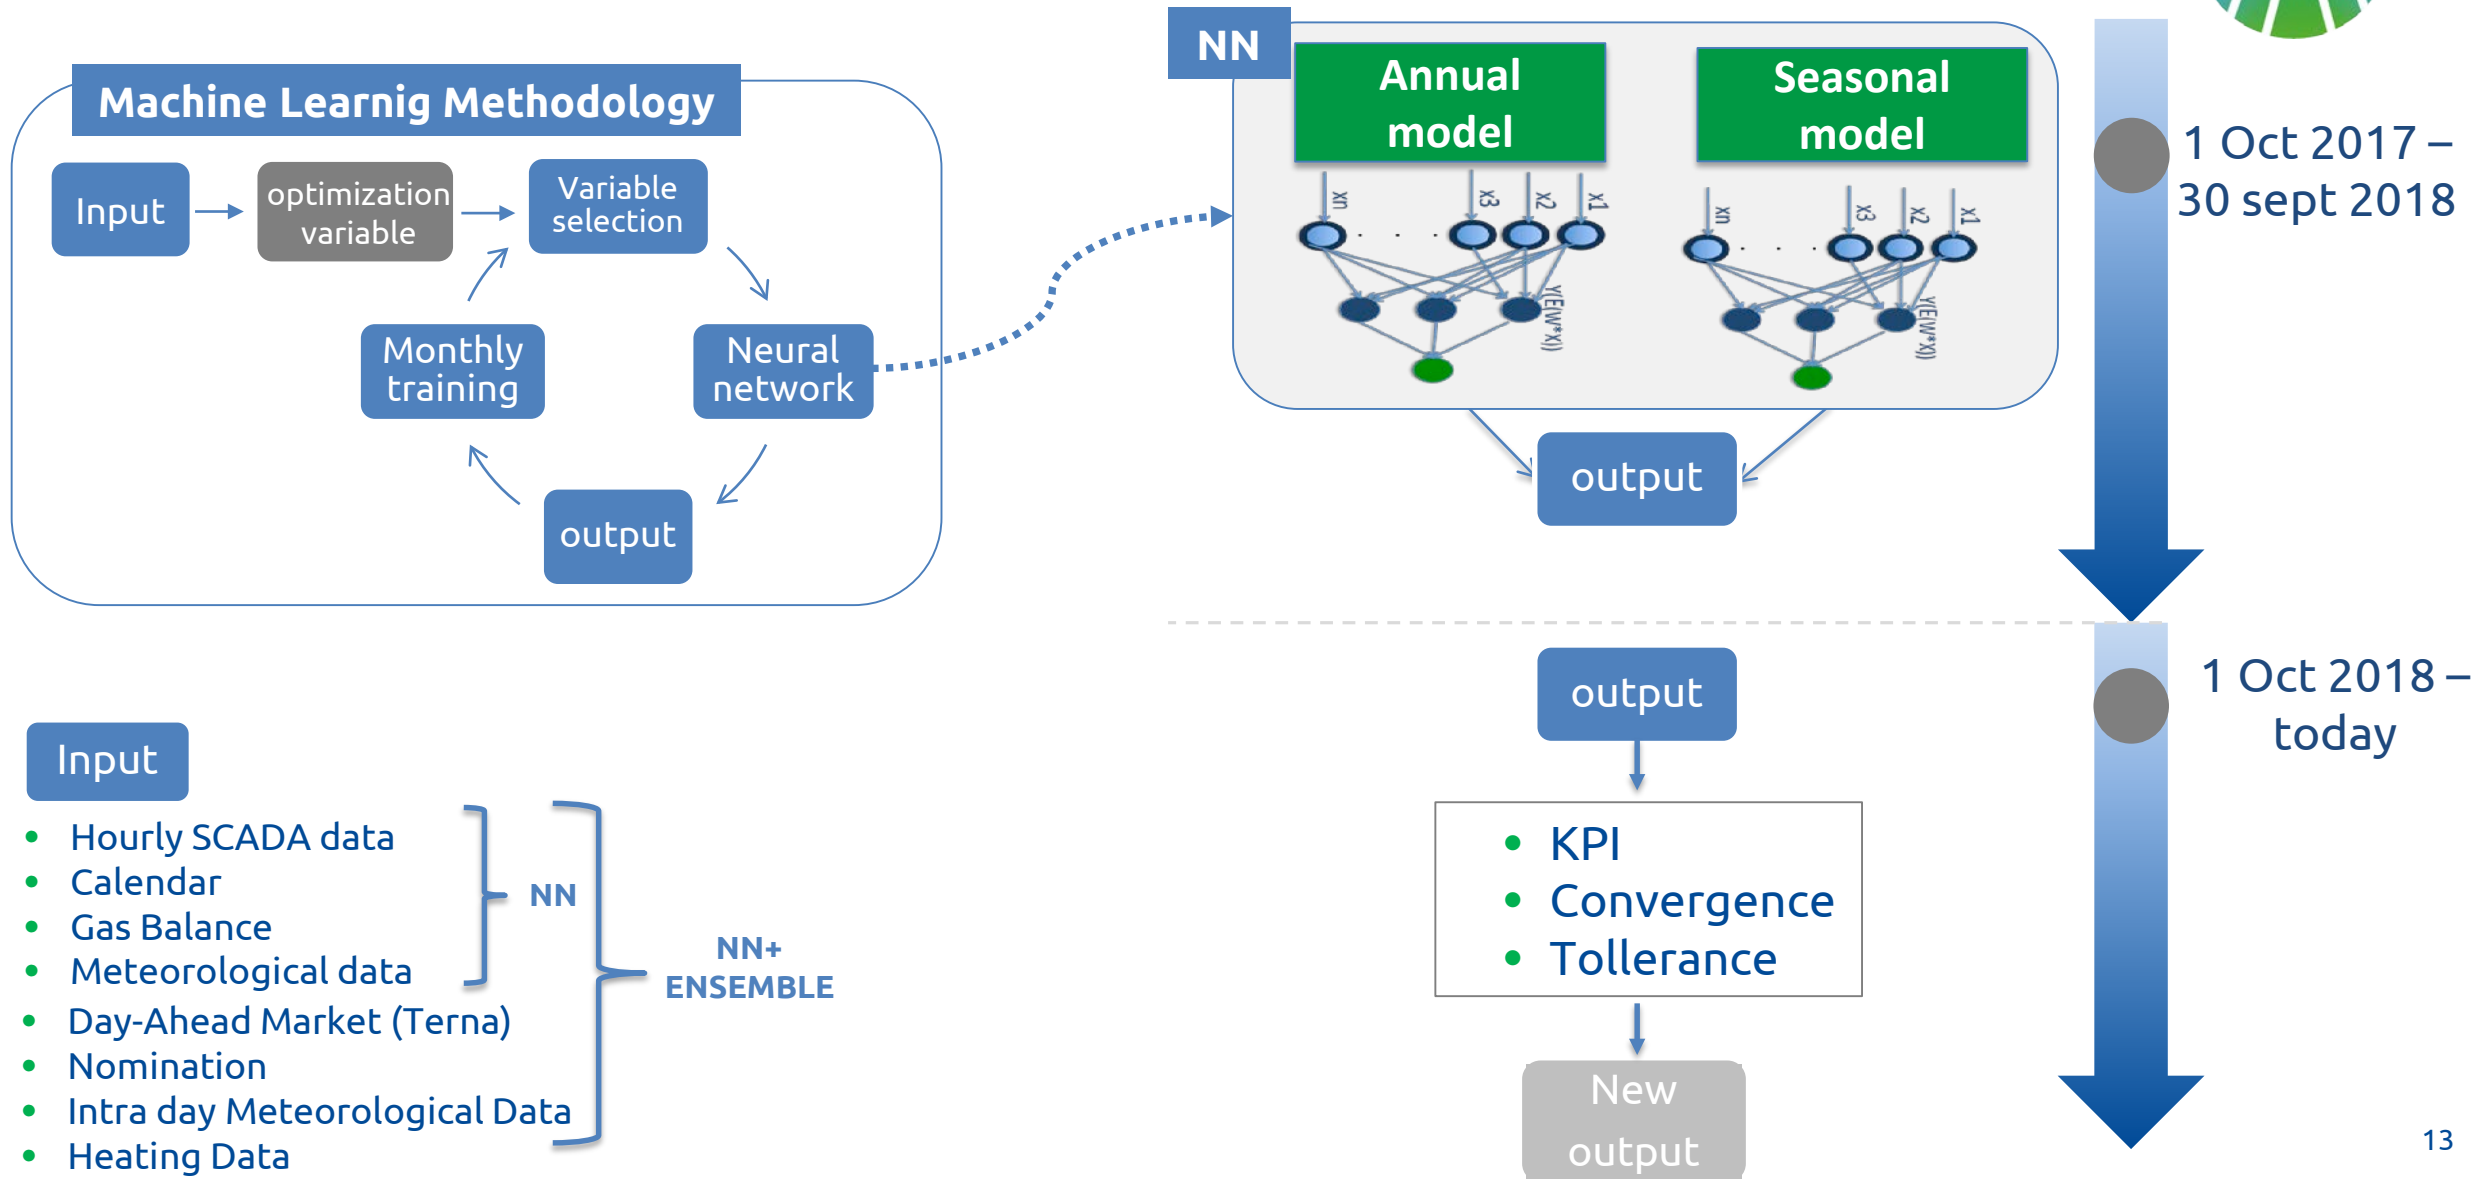 Machine Learnig Methodology
Input
optimization
variable
Variable
selection
Monthly
training
Neural
network
output
NN
Annual
model
Seasonal
model
xn
x3
x2
x1
Y(E(W*X))
xn
x3
x2
x1
Y(E(W*X))
output
1 Oct 2017 –
30 sept 2018
output
• KPI
• Convergence
• Tollerance
New
output
1 Oct 2018 –
today
Input
• Hourly SCADA data
• Calendar
• Gas Balance
• Meteorological data
• Day-Ahead Market (Terna)
• Nomination
• Intra day Meteorological Data
• Heating Data
NN
NN+
ENSEMBLE
13